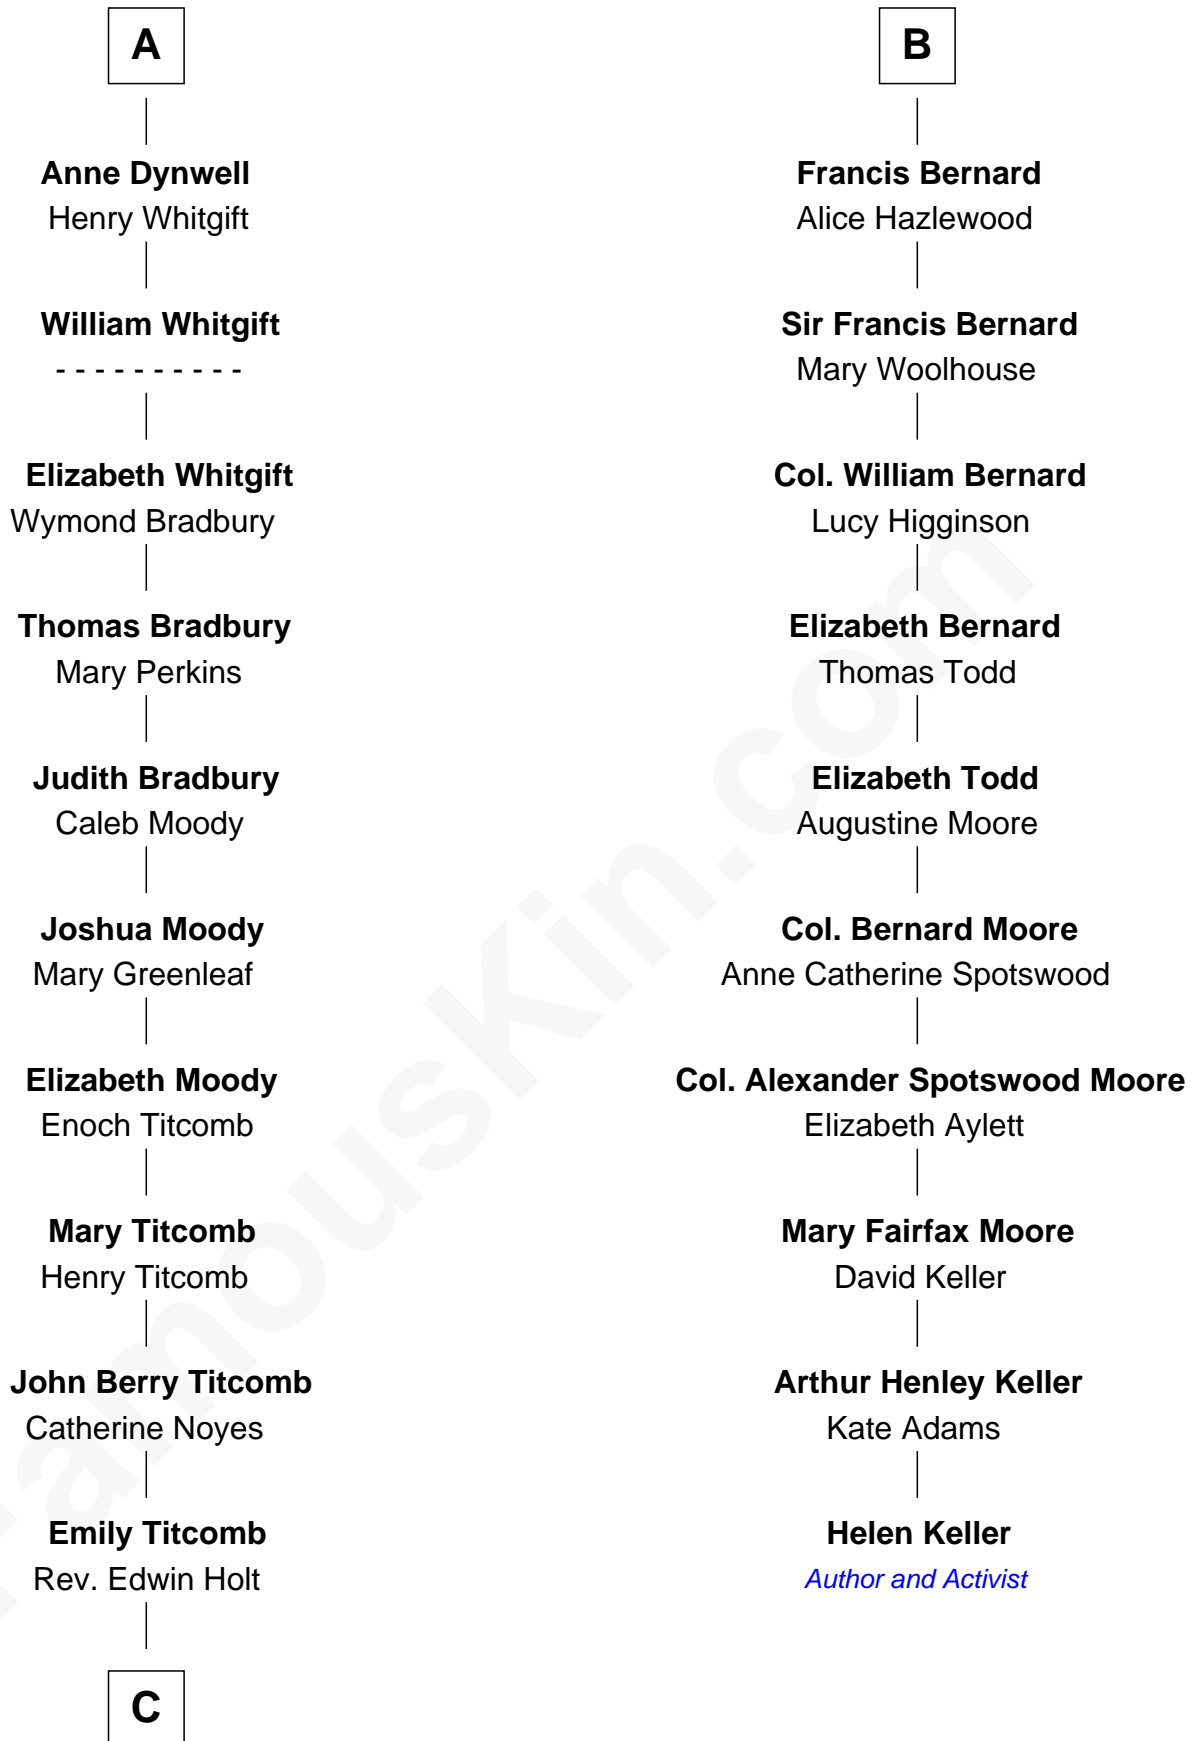 A
Anne Dynwell
Henry Whitgift
William Whitgift
- - - - - - - - - -
Elizabeth Whitgift
Wymond Bradbury
Thomas Bradbury
Mary Perkins
Judith Bradbury
Caleb Moody
Joshua Moody
Mary Greenleaf
Elizabeth Moody
Enoch Titcomb
Mary Titcomb
Henry Titcomb
John Berry Titcomb
Catherine Noyes
Emily Titcomb
Rev. Edwin Holt
C
B
Francis Bernard
Alice Hazlewood
Sir Francis Bernard
Mary Woolhouse
Col. William Bernard
Lucy Higginson
Elizabeth Bernard
Thomas Todd
Elizabeth Todd
Augustine Moore
Col. Bernard Moore
Anne Catherine Spotswood
Col. Alexander Spotswood Moore
Elizabeth Aylett
Mary Fairfax Moore
David Keller
Arthur Henley Keller
Kate Adams
Helen Keller
Author and Activist
FamousKin.com